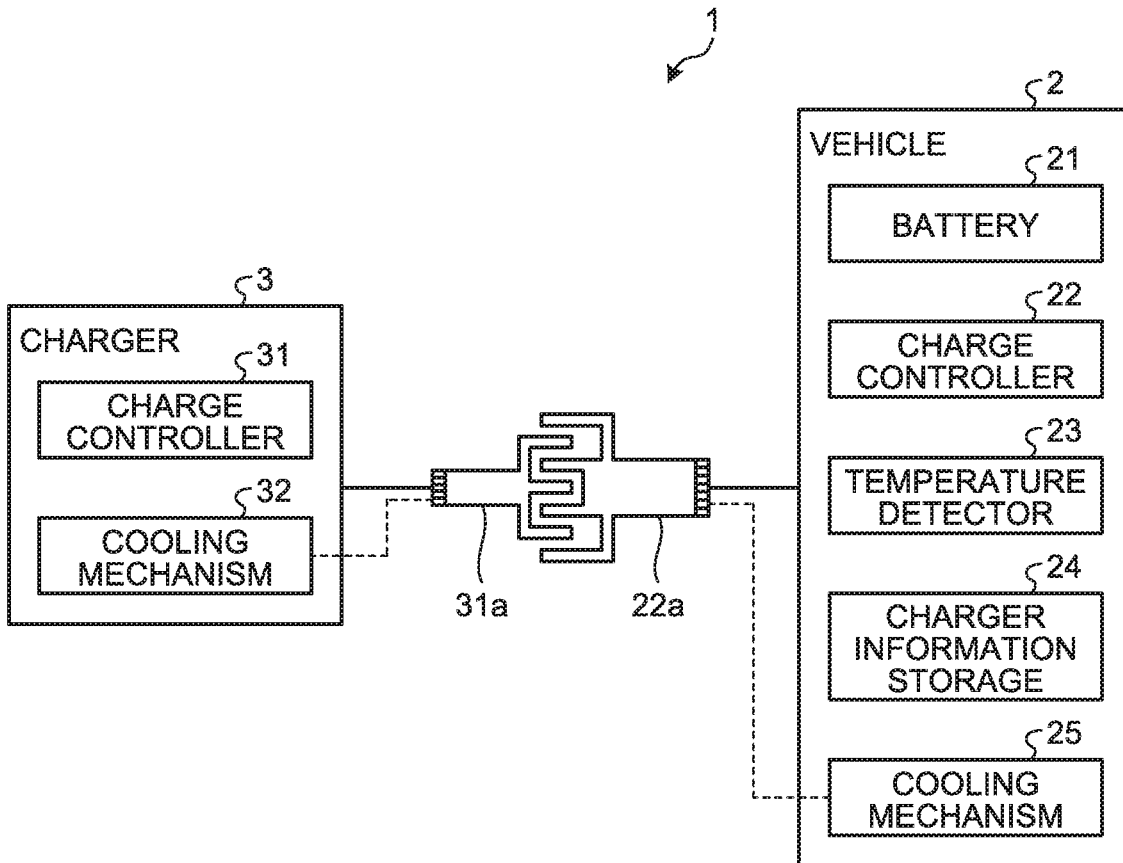 1
2
VEHICLE
21
BATTERY
22
CHARGE
CONTROLLER
23
TEMPERATURE
DETECTOR
24
CHARGER
INFORMATION
STORAGE
25
COOLING
MECHANISM
3
CHARGER
31
CHARGE
CONTROLLER
32
COOLING
MECHANISM
31a
22a